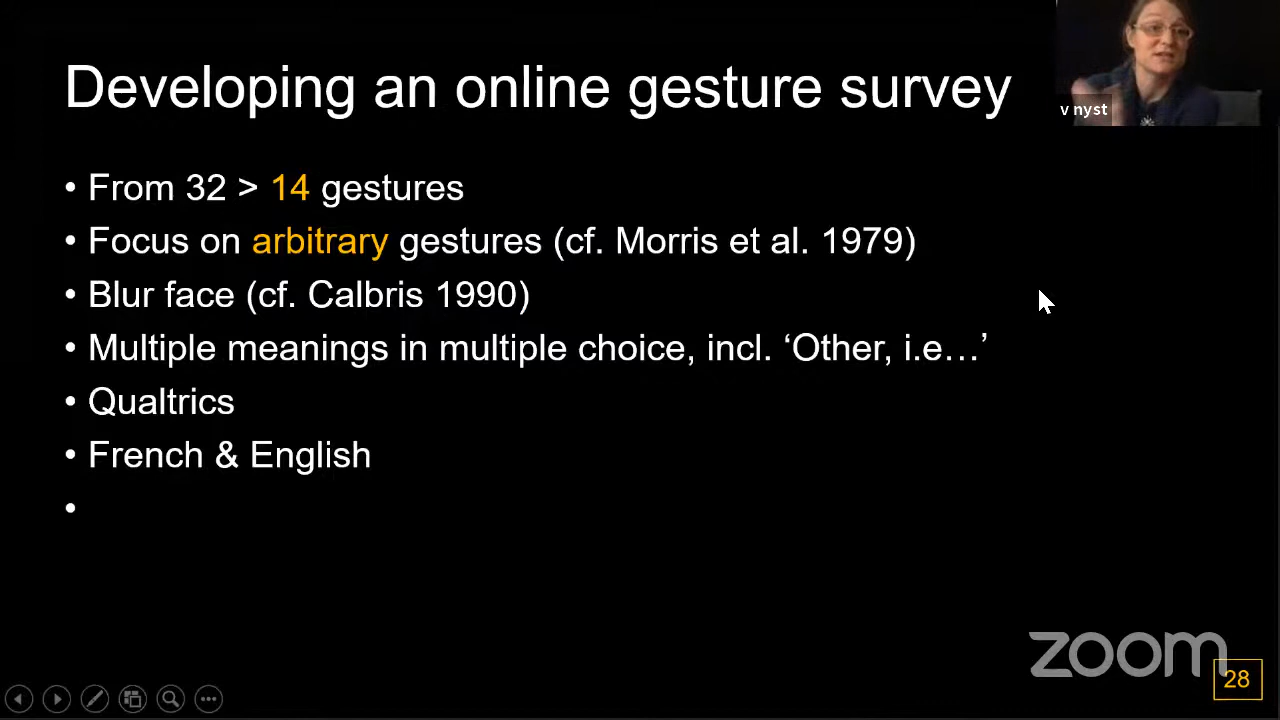 Developing an online gesture survey
v nyst
• From 32 > 14 gestures
• Focus on arbitrary gestures (cf. Morris et al. 1979)
• Blur face (cf. Calbris 1990)
• Multiple meanings in multiple choice, incl. ‘Other, i.e…’
• Qualtrics
• French & English
•
zoom
28